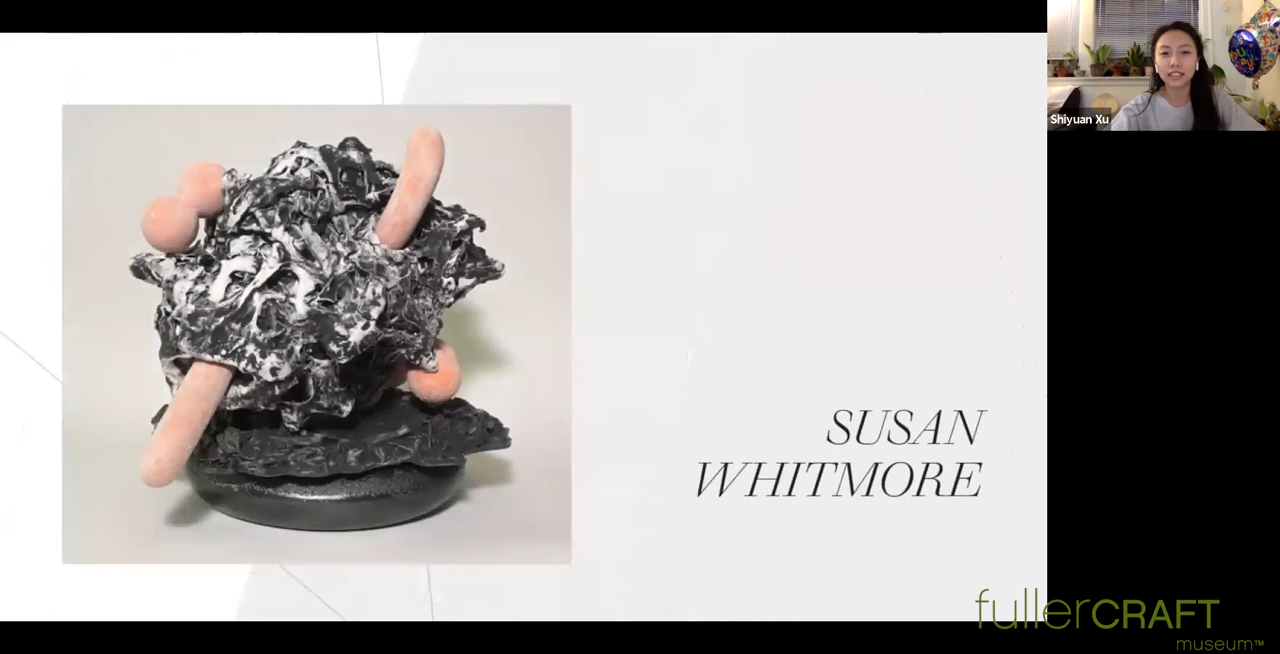 Shiyuan Xu
SUSAN
WHITMORE
fullerCRAFT
museum™